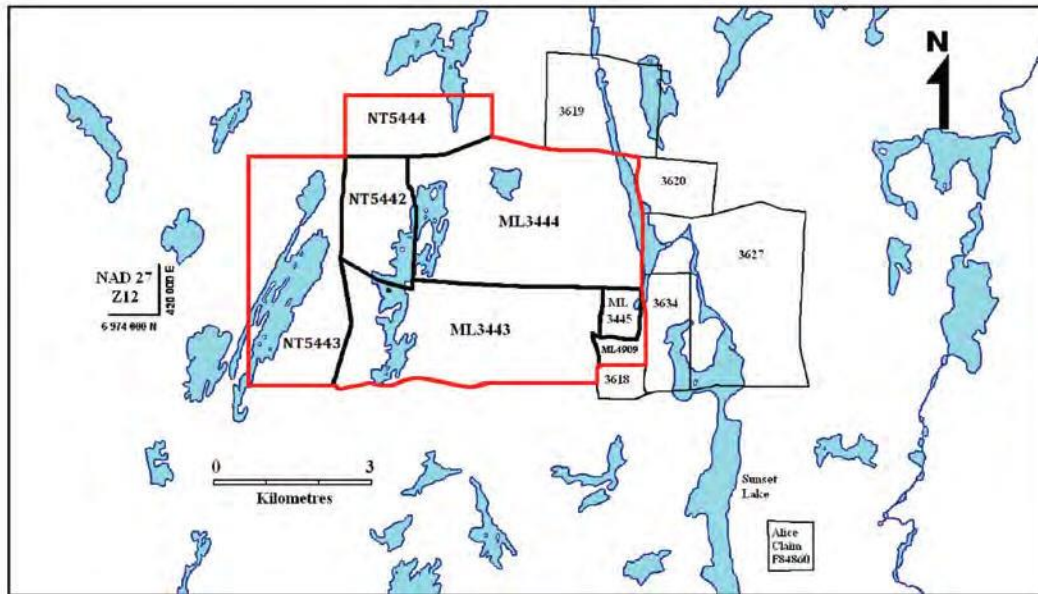 N
3619
NT5444
3620
NT5442
ML3444
3627
NAD 27
Z12
420 000 E
6 974 000 N
ML
3445
3634
ML3443
NT5443
ML4909
3618
0 3
Kilometres
Sunset
Lake
Alice
Claim
F84860